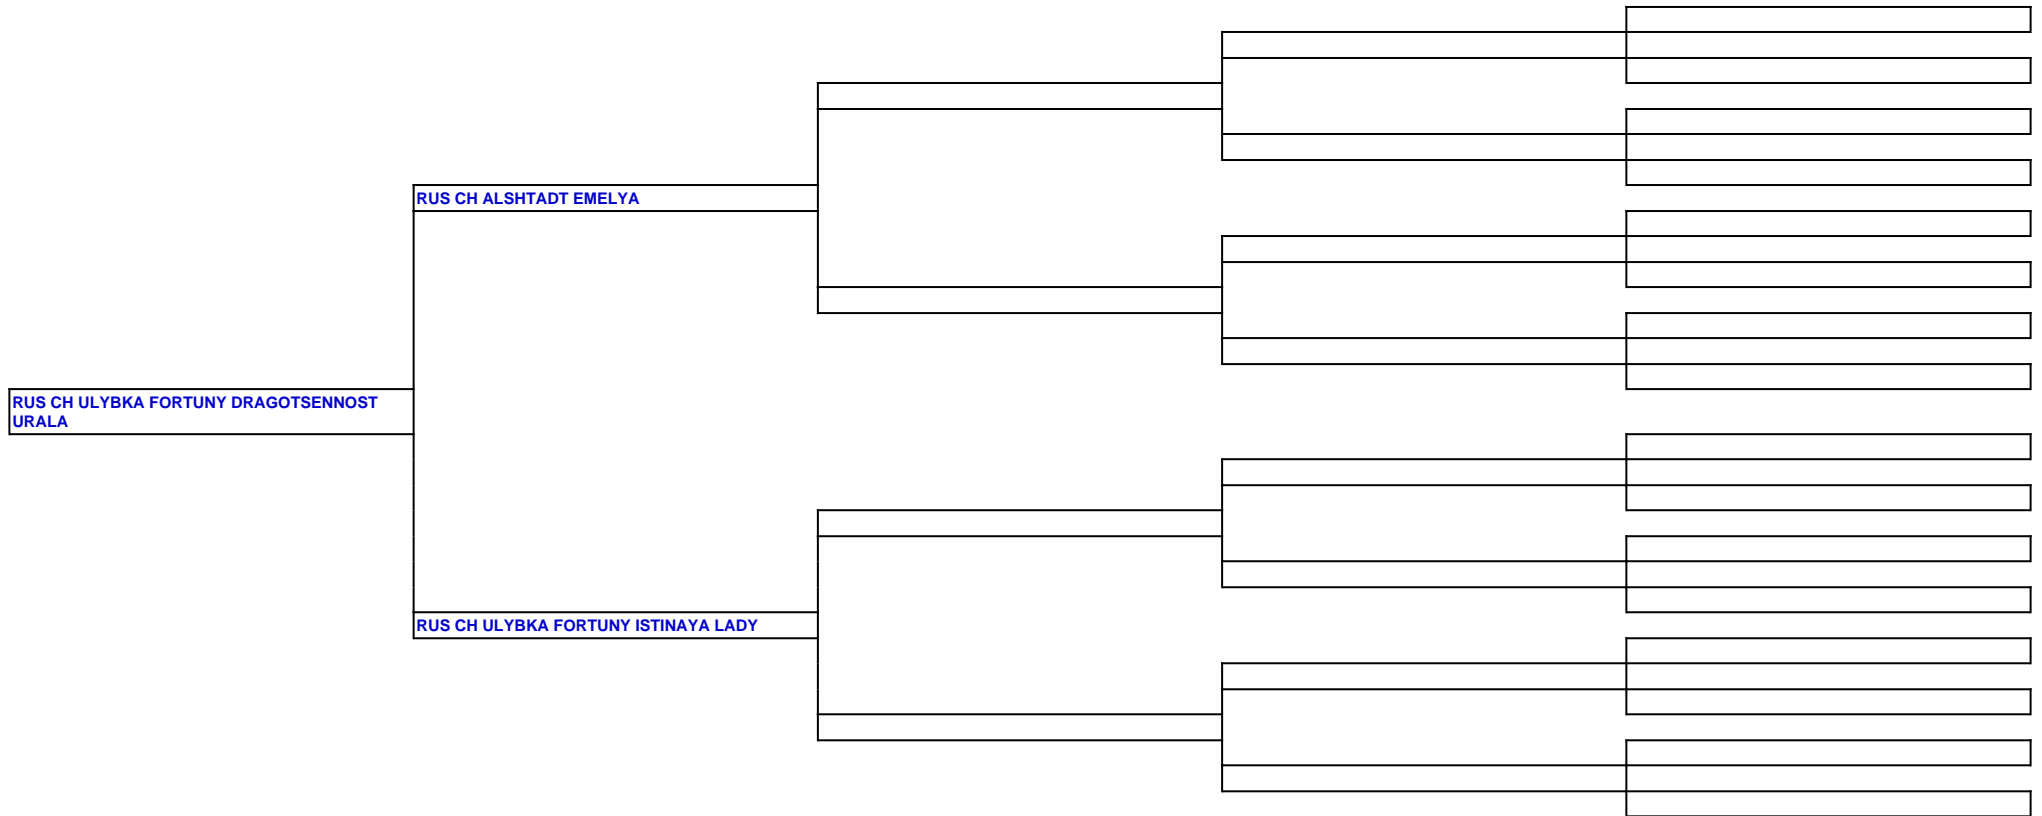 RUS CH ALSHTADT EMELYA
RUS CH ULYBKA FORTUNY DRAGOTSENNOST
URALA
RUS CH ULYBKA FORTUNY ISTINAYA LADY